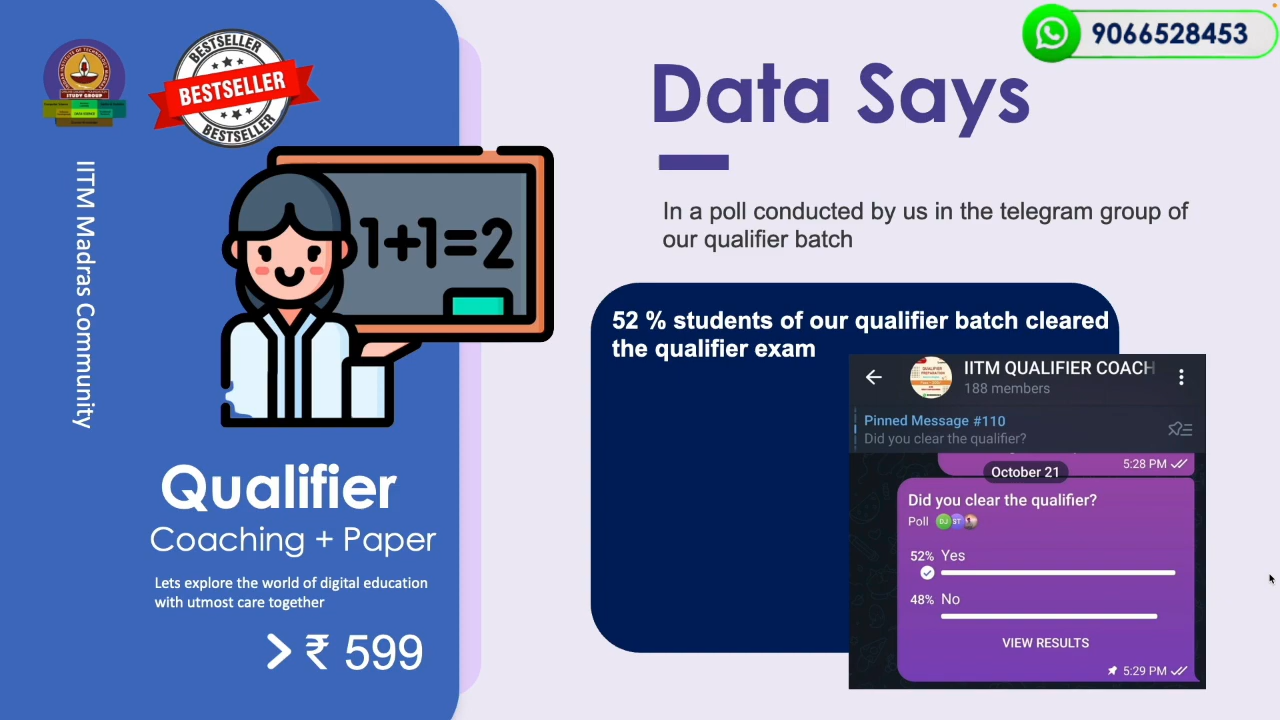 9066528453
BESTSELLER
BESTSELLER
BESTSELLER
STUDY GROUP
IITM Madras Community
1+1=2
Qualifier
Coaching + Paper
Lets explore the world of digital education
with utmost care together
> ₹ 599
Data Says
In a poll conducted by us in the telegram group of
our qualifier batch
52 % students of our qualifier batch cleared
the qualifier exam
IITM QUALIFIER COACH
188 members
Pinned Message #110
Did you clear the qualifier?
5:28 PM
October 21
Did you clear the qualifier?
Poll DJ ST
52% Yes
48% No
VIEW RESULTS
5:29 PM